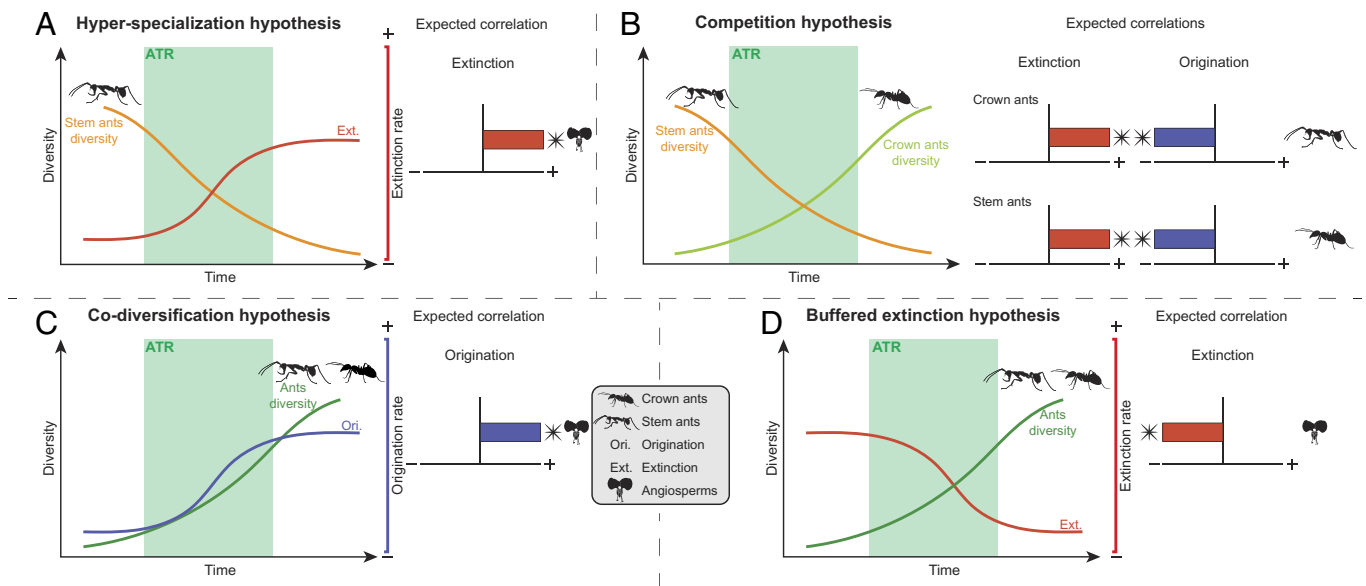 A
Hyper-specialization hypothesis
ATR
Diversity
Stem ants
diversity
Ext.
Time
+
Extinction rate
−
Expected correlation
Extinction
−
+
B
Competition hypothesis
ATR
Diversity
Stem ants
diversity
Crown ants
diversity
Time
Expected correlations
Extinction
Origination
Crown ants
−
+
−
+
Stem ants
−
+
−
+
C
Co-diversification hypothesis
ATR
Diversity
Ants
diversity
Ori.
Time
+
Origination rate
−
Expected correlation
Origination
−
+
Crown ants
Stem ants
Ori. Origination
Ext. Extinction
Angiosperms
D
Buffered extinction hypothesis
ATR
Diversity
Ants
diversity
Ext.
Time
+
Extinction rate
−
Expected correlation
Extinction
−
+